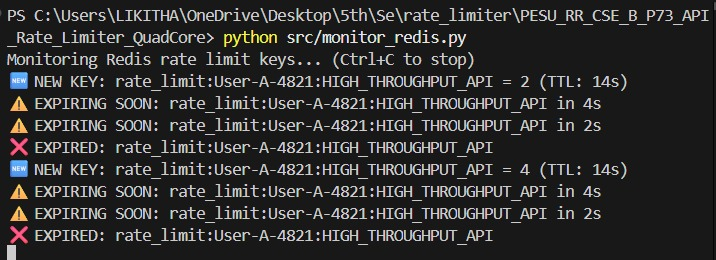 PS C:\Users\LIKITHA\OneDrive\Desktop\5th\Se\rate_limiter\PESU_RR_CSE_B_P73_API
_Rate_Limiter_QuadCore> python src/monitor_redis.py
Monitoring Redis rate limit keys... (Ctrl+C to stop)
🆕 NEW KEY: rate_limit:User-A-4821:HIGH_THROUGHPUT_API = 2 (TTL: 14s)
⚠️ EXPIRING SOON: rate_limit:User-A-4821:HIGH_THROUGHPUT_API in 4s
⚠️ EXPIRING SOON: rate_limit:User-A-4821:HIGH_THROUGHPUT_API in 2s
❌ EXPIRED: rate_limit:User-A-4821:HIGH_THROUGHPUT_API
🆕 NEW KEY: rate_limit:User-A-4821:HIGH_THROUGHPUT_API = 4 (TTL: 14s)
⚠️ EXPIRING SOON: rate_limit:User-A-4821:HIGH_THROUGHPUT_API in 4s
⚠️ EXPIRING SOON: rate_limit:User-A-4821:HIGH_THROUGHPUT_API in 2s
❌ EXPIRED: rate_limit:User-A-4821:HIGH_THROUGHPUT_API